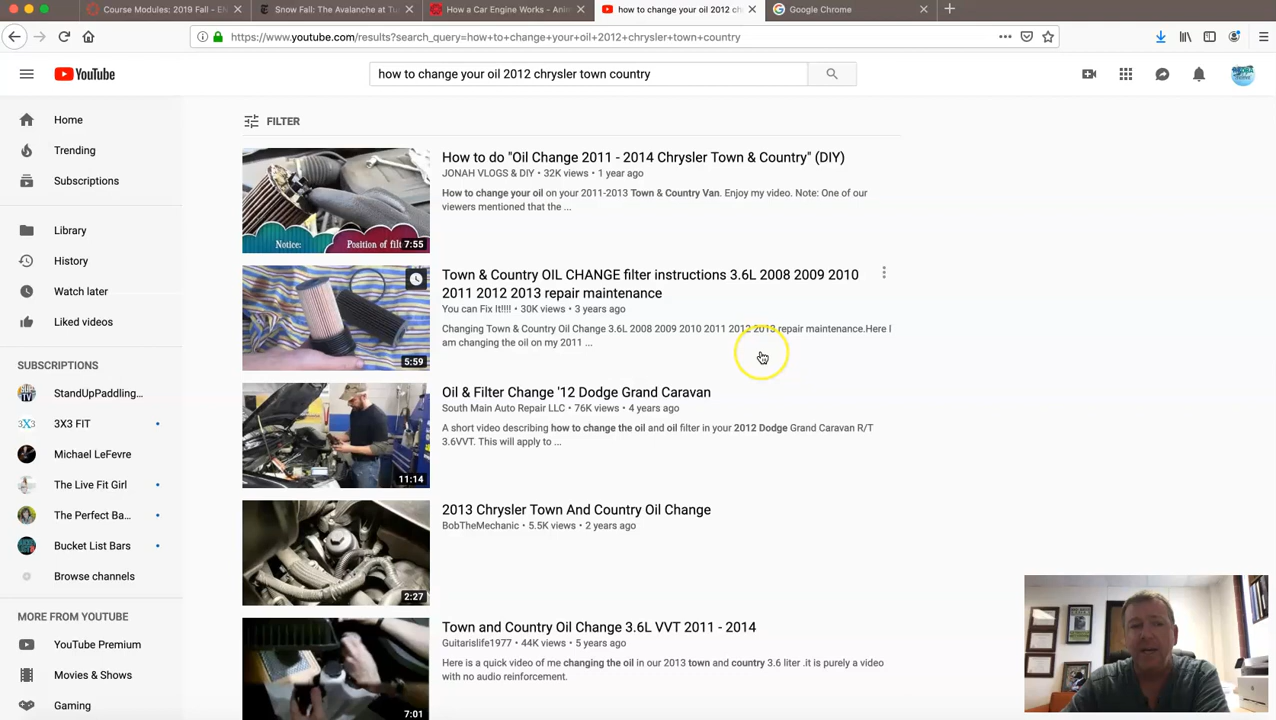 Course Modules: 2019 Fall - EN
Snow Fall: The Avalanche at Tu
How a Car Engine Works - Anim
how to change your oil 2012 ch
Google Chrome
https://www.youtube.com/results?search_query=how+to+change+your+oil+2012+chrysler+town+country
YouTube
how to change your oil 2012 chrysler town country
Home
Trending
Subscriptions
Library
History
Watch later
Liked videos
SUBSCRIPTIONS
StandUpPaddling...
3X3 FIT
Michael LeFevre
The Live Fit Girl
The Perfect Ba...
Bucket List Bars
Browse channels
MORE FROM YOUTUBE
YouTube Premium
Movies & Shows
Gaming
FILTER
Notice: Position of filt
7:55
How to do "Oil Change 2011 - 2014 Chrysler Town & Country" (DIY)
JONAH VLOGS & DIY • 32K views • 1 year ago
How to change your oil on your 2011-2013 Town & Country Van. Enjoy my video. Note: One of our
viewers mentioned that the ...
5:59
Town & Country OIL CHANGE filter instructions 3.6L 2008 2009 2010
2011 2012 2013 repair maintenance
You can Fix It!!!! • 30K views • 3 years ago
Changing Town & Country Oil Change 3.6L 2008 2009 2010 2011 2012 2013 repair maintenance.Here I
am changing the oil on my 2011 ...
11:14
Oil & Filter Change '12 Dodge Grand Caravan
South Main Auto Repair LLC • 76K views • 4 years ago
A short video describing how to change the oil and oil filter in your 2012 Dodge Grand Caravan R/T
3.6VVT. This will apply to ...
2:27
2013 Chrysler Town And Country Oil Change
BobTheMechanic • 5.5K views • 2 years ago
7:01
Town and Country Oil Change 3.6L VVT 2011 - 2014
Guitarislife1977 • 44K views • 5 years ago
Here is a quick video of me changing the oil in our 2013 town and country 3.6 liter .it is purely a video
with no audio reinforcement.